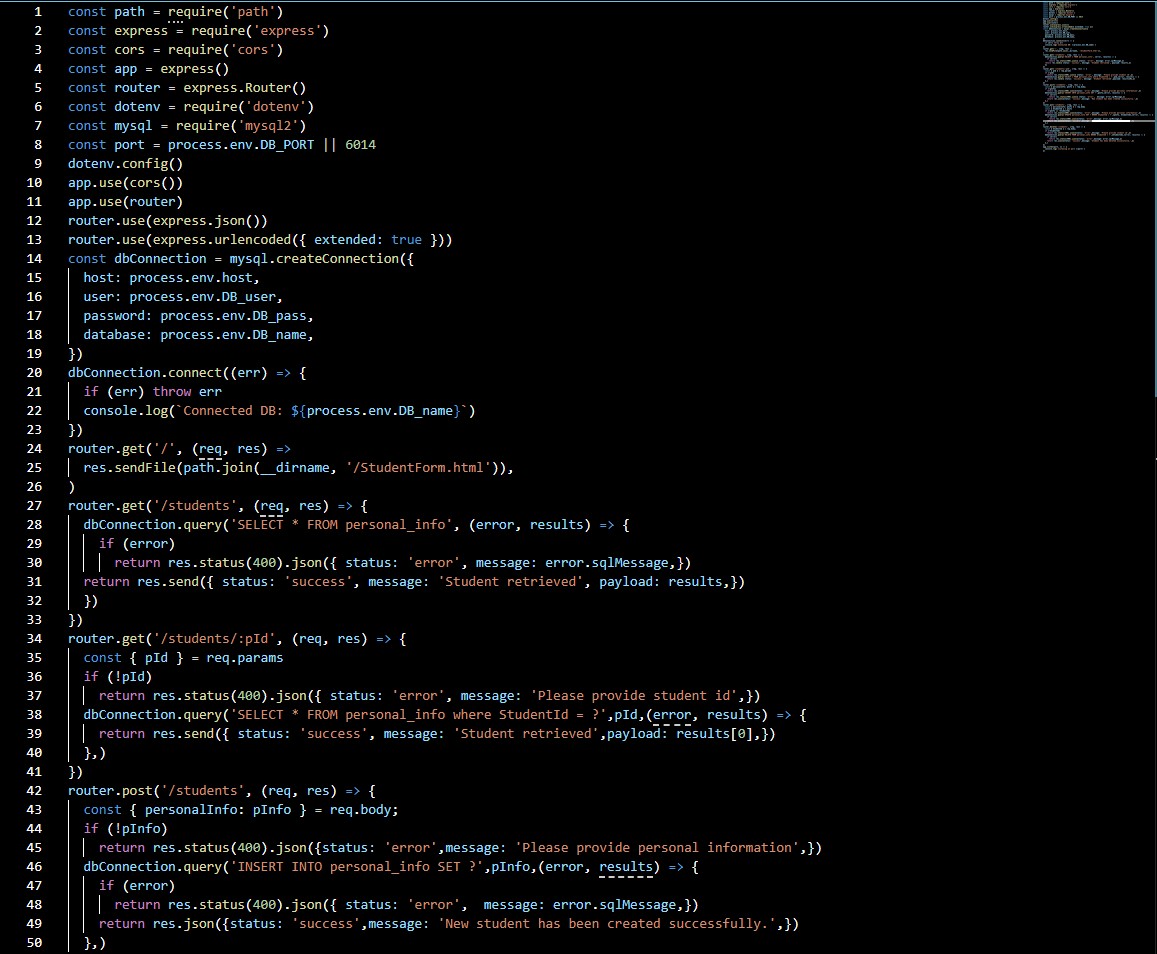 1 const path = require('path')
2 const express = require('express')
3 const cors = require('cors')
4 const app = express()
5 const router = express.Router()
6 const dotenv = require('dotenv')
7 const mysql = require('mysql2')
8 const port = process.env.DB_PORT || 6014
9 dotenv.config()
10 app.use(cors())
11 app.use(router)
12 router.use(express.json())
13 router.use(express.urlencoded({ extended: true }))
14 const dbConnection = mysql.createConnection({
15   host: process.env.host,
16   user: process.env.DB_user,
17   password: process.env.DB_pass,
18   database: process.env.DB_name,
19 })
20 dbConnection.connect((err) => {
21   if (err) throw err
22   console.log(`Connected DB: ${process.env.DB_name}`)
23 })
24 router.get('/', (req, res) =>
25   res.sendFile(path.join(__dirname, '/StudentForm.html')),
26 )
27 router.get('/students', (req, res) => {
28   dbConnection.query('SELECT * FROM personal_info', (error, results) => {
29     if (error)
30       return res.status(400).json({ status: 'error', message: error.sqlMessage,})
31   return res.send({ status: 'success', message: 'Student retrieved', payload: results,})
32   })
33 })
34 router.get('/students/:pId', (req, res) => {
35   const { pId } = req.params
36   if (!pId)
37     return res.status(400).json({ status: 'error', message: 'Please provide student id',})
38   dbConnection.query('SELECT * FROM personal_info where StudentId = ?',pId,(error, results) => {
39     return res.send({ status: 'success', message: 'Student retrieved',payload: results[0],})
40   },)
41 })
42 router.post('/students', (req, res) => {
43   const { personalInfo: pInfo } = req.body;
44   if (!pInfo)
45     return res.status(400).json({status: 'error',message: 'Please provide personal information',})
46   dbConnection.query('INSERT INTO personal_info SET ?',pInfo,(error, results) => {
47     if (error)
48       return res.status(400).json({ status: 'error',  message: error.sqlMessage,})
49     return res.json({status: 'success',message: 'New student has been created successfully.',})
50   },)